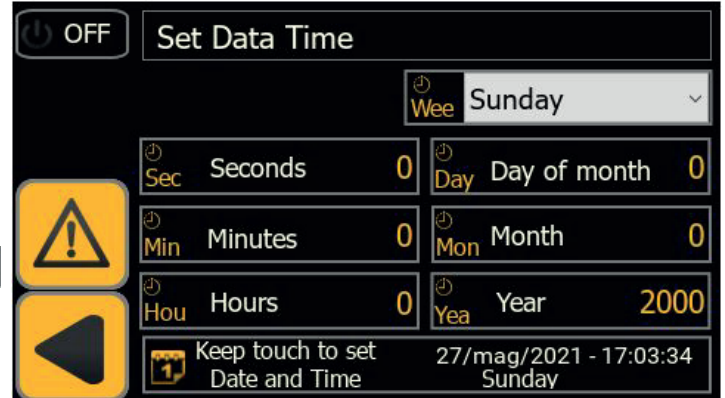 OFF
Set Data Time
Wee Sunday
Sec Seconds 0
Day Day of month 0
Min Minutes 0
Mon Month 0
Hou Hours 0
Yea Year 2000
1
Keep touch to set
Date and Time
27/mag/2021 - 17:03:34
Sunday